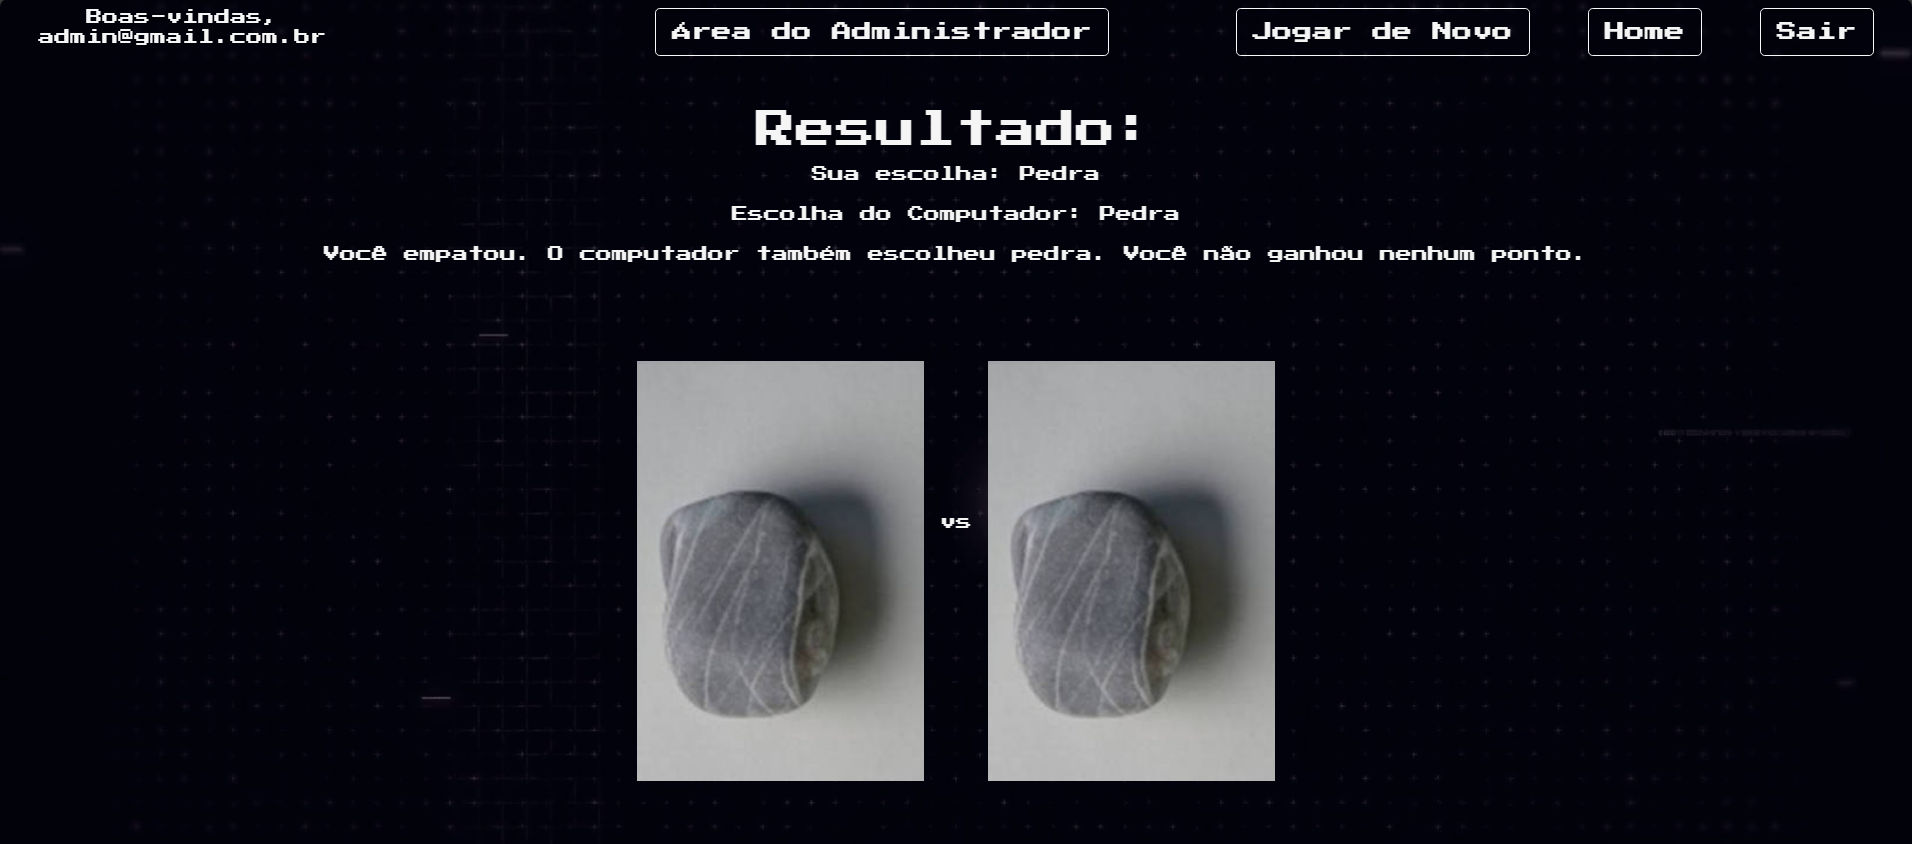 Boas-vindas,
admin@gmail.com.br
Área do Administrador
Jogar de Novo
Home
Sair
Resultado:
Sua escolha: Pedra
Escolha do Computador: Pedra
Você empatou. O computador também escolheu pedra. Você não ganhou nenhum ponto.
vs